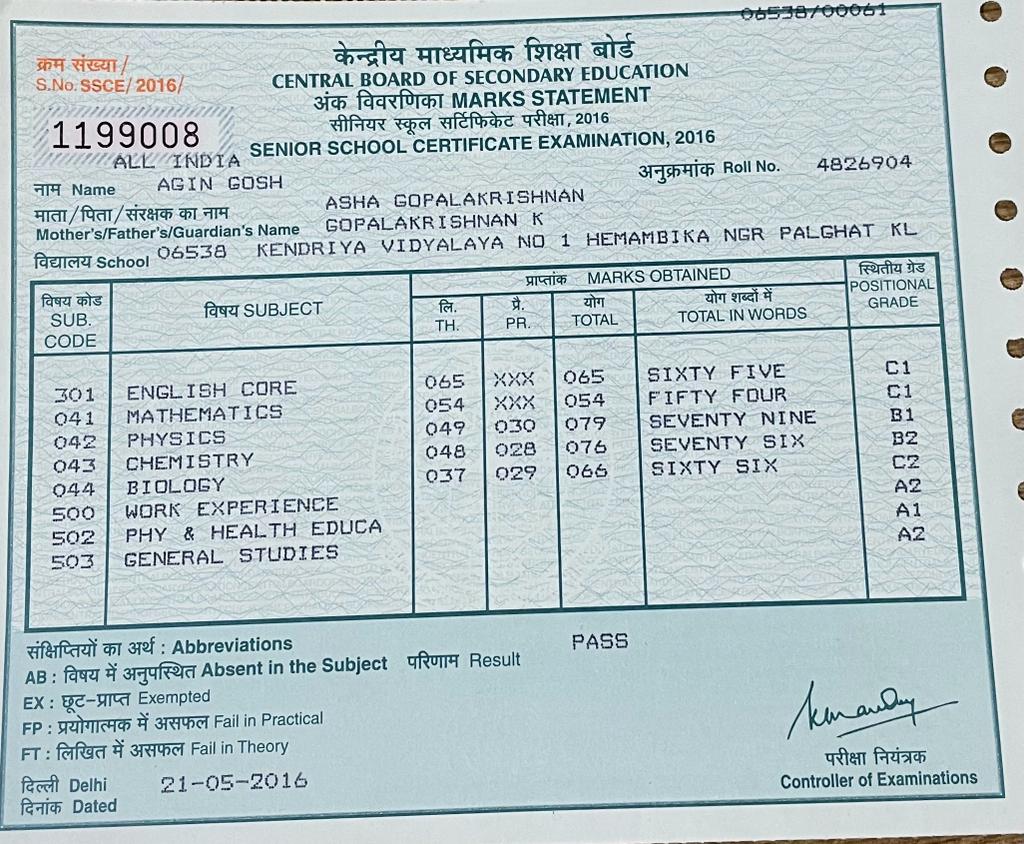 06538/00061
केन्द्रीय माध्यमिक शिक्षा बोर्ड
क्रम संख्या/
S.No. SSCE/ 2016/
CENTRAL BOARD OF SECONDARY EDUCATION
अंक विवरणिका MARKS STATEMENT
सीनियर स्कूल सर्टिफिकेट परीक्षा, 2016
1199008
SENIOR SCHOOL CERTIFICATE EXAMINATION, 2016
ALL INDIA
अनुक्रमांक Roll No. 4826904
नाम Name AGIN GOSH
माता/पिता/संरक्षक का नाम ASHA GOPALAKRISHNAN
Mother's/Father's/Guardian's Name GOPALAKRISHNAN K
विद्यालय School 06538 KENDRIYA VIDYALAYA NO 1 HEMAMBIKA NGR PALGHAT KL
विषय कोड SUB. CODE विषय SUBJECT प्राप्तांक MARKS OBTAINED स्थितीय ग्रेड POSITIONAL GRADE
लि. TH. प्रै. PR. योग TOTAL योग शब्दों में TOTAL IN WORDS
301 ENGLISH CORE 065 XXX 065 SIXTY FIVE C1
041 MATHEMATICS 054 XXX 054 FIFTY FOUR C1
042 PHYSICS 049 030 079 SEVENTY NINE B1
043 CHEMISTRY 048 028 076 SEVENTY SIX B2
044 BIOLOGY 037 029 066 SIXTY SIX C2
500 WORK EXPERIENCE A2
502 PHY & HEALTH EDUCA A1
503 GENERAL STUDIES A2
संक्षिप्तियों का अर्थ : Abbreviations
AB : विषय में अनुपस्थित Absent in the Subject परिणाम Result PASS
EX : छूट-प्राप्त Exempted
FP : प्रयोगात्मक में असफल Fail in Practical
FT : लिखित में असफल Fail in Theory
परीक्षा नियंत्रक
Controller of Examinations
दिल्ली Delhi
दिनांक Dated 21-05-2016